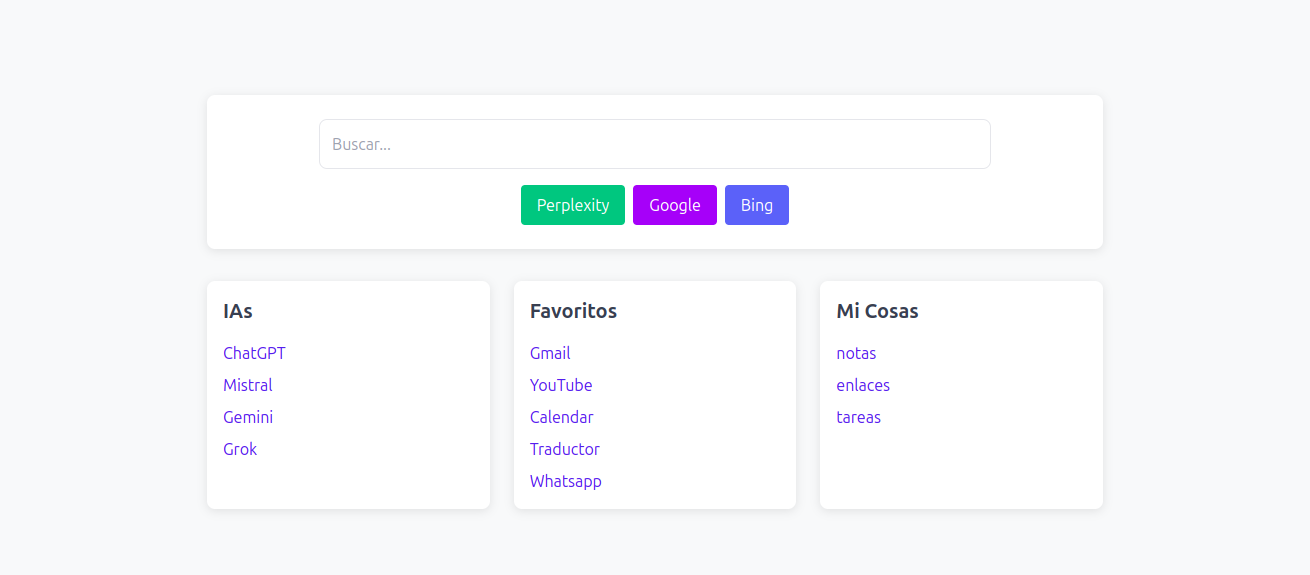 Buscar...
Perplexity Google Bing
IAs
ChatGPT
Mistral
Gemini
Grok
Favoritos
Gmail
YouTube
Calendar
Traductor
Whatsapp
Mi Cosas
notas
enlaces
tareas